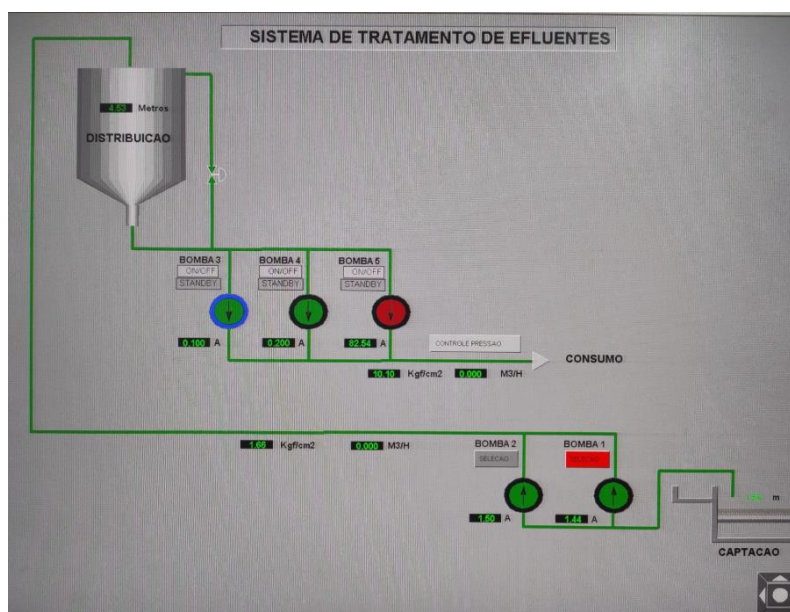 SISTEMA DE TRATAMENTO DE EFLUENTES
4.53 Metros
DISTRIBUICAO
BOMBA 3
ON/OFF
STANDBY
BOMBA 4
ON/OFF
STANDBY
BOMBA 5
ON/OFF
STANDBY
0.100 A
0.200 A
82.54 A
CONTROLE PRESSAO
CONSUMO
10.10 Kgf/cm2 0.000 M3/H
1.66 Kgf/cm2 0.000 M3/H
BOMBA 2
SELECAO
BOMBA 1
SELECAO
1.50 A
1.44 A
m
CAPTACAO